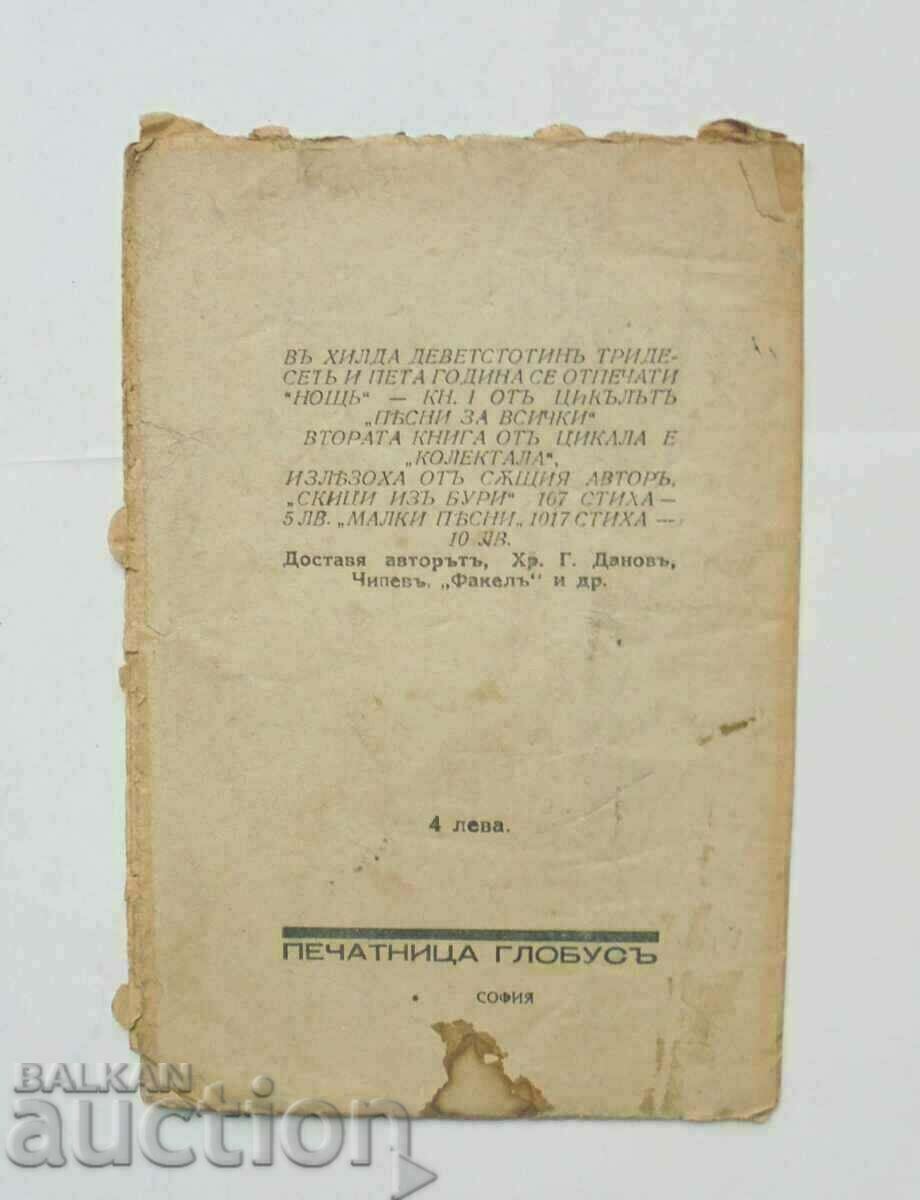 ВЪ ХИЛДА ДЕВЕТСТОТИНЪ ТРИДЕ-
СЕТЬ И ПЕТА ГОДИНА СЕ ОТПЕЧАТИ
"НОЩЬ" — КН. I ОТЪ ЦИКЪЛЪТЪ
„ПѢСНИ ЗА ВСИЧКИ"
ВТОРАТА КНИГА ОТЪ ЦИКАЛА Е
„КОЛЕКТАЛА",
ИЗЛѢЗОХА ОТЪ СѪЩИЯ АВТОРЪ.
„СКИЦИ ИЗЪ БУРИ" 167 СТИХА —
5 ЛВ. „МАЛКИ ПѢСНИ„ 1017 СТИХА —
10 ЛВ.
Доставя авторътъ, Хр. Г. Дановъ,
Чипевъ, „Факелъ" и др.
4 лева.
ПЕЧАТНИЦА ГЛОБУСЪ
• СОФИЯ
BALKAN
auction